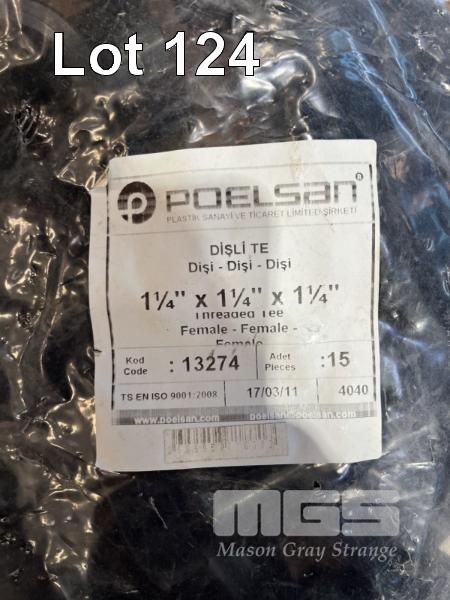 Lot 124
POELSAN ®
PLASTİK SANAYİ VE TİCARET LİMİTED ŞİRKETİ
DİŞLİ TE
Dişi - Dişi - Dişi
1¼" x 1¼" x 1¼"
Threaded Tee
Female - Female -
Female
Kod Code : 13274 Adet Pieces : 15
TS EN ISO 9001:2008 17/03/11 4040
www.poelsan.com poelsan@poelsan.com
MGS
Mason Gray Strange